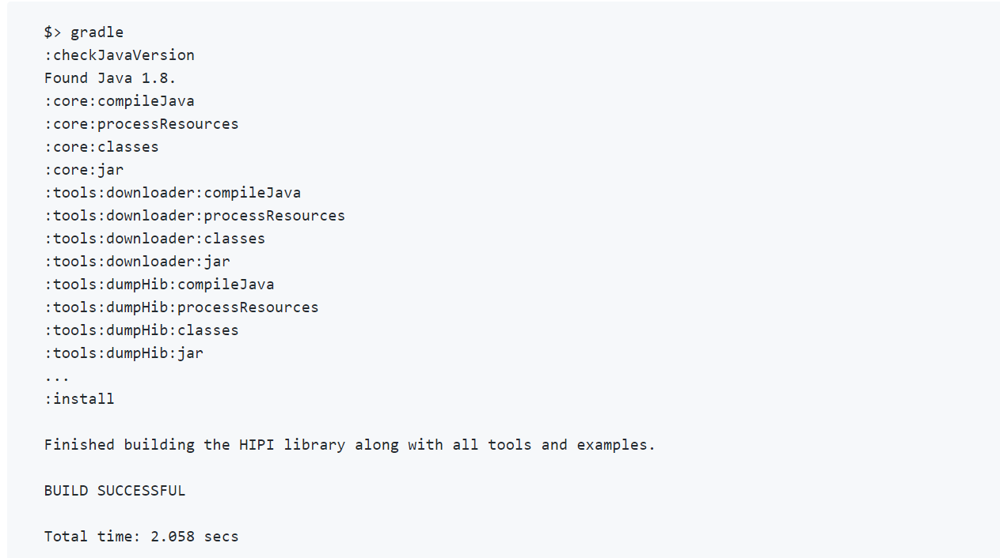 $> gradle
:checkJavaVersion
Found Java 1.8.
:core:compileJava
:core:processResources
:core:classes
:core:jar
:tools:downloader:compileJava
:tools:downloader:processResources
:tools:downloader:classes
:tools:downloader:jar
:tools:dumpHib:compileJava
:tools:dumpHib:processResources
:tools:dumpHib:classes
:tools:dumpHib:jar
...
:install
Finished building the HIPI library along with all tools and examples.
BUILD SUCCESSFUL
Total time: 2.058 secs